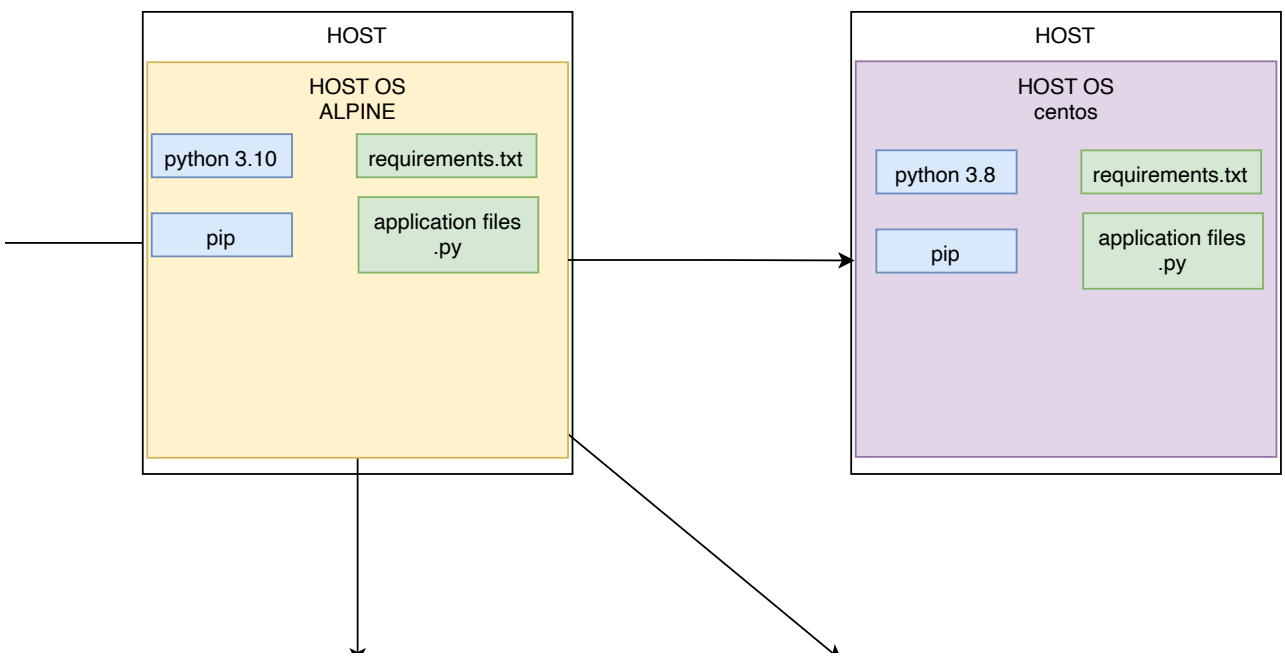 HOST
HOST OS
ALPINE
python 3.10
requirements.txt
pip
application files
.py
HOST
HOST OS
centos
python 3.8
requirements.txt
pip
application files
.py